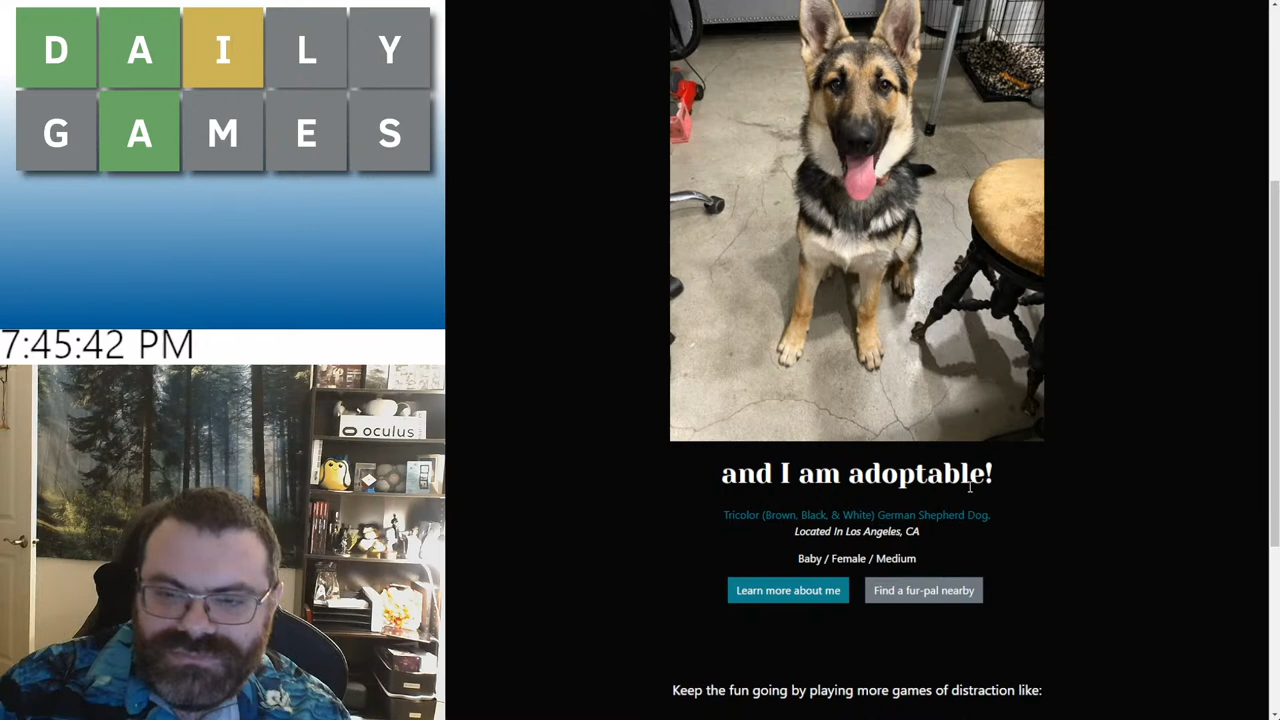 DAILY
GAMES
7:45:42 PM
oculus
and I am adoptable!
Tricolor (Brown, Black, & White) German Shepherd Dog.
Located In Los Angeles, CA
Baby / Female / Medium
Learn more about me
Find a fur-pal nearby
Keep the fun going by playing more games of distraction like: